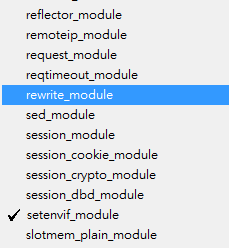 reflector_module
remoteip_module
request_module
reqtimeout_module
rewrite_module
sed_module
session_module
session_cookie_module
session_crypto_module
session_dbd_module
setenvif_module
slotmem_plain_module